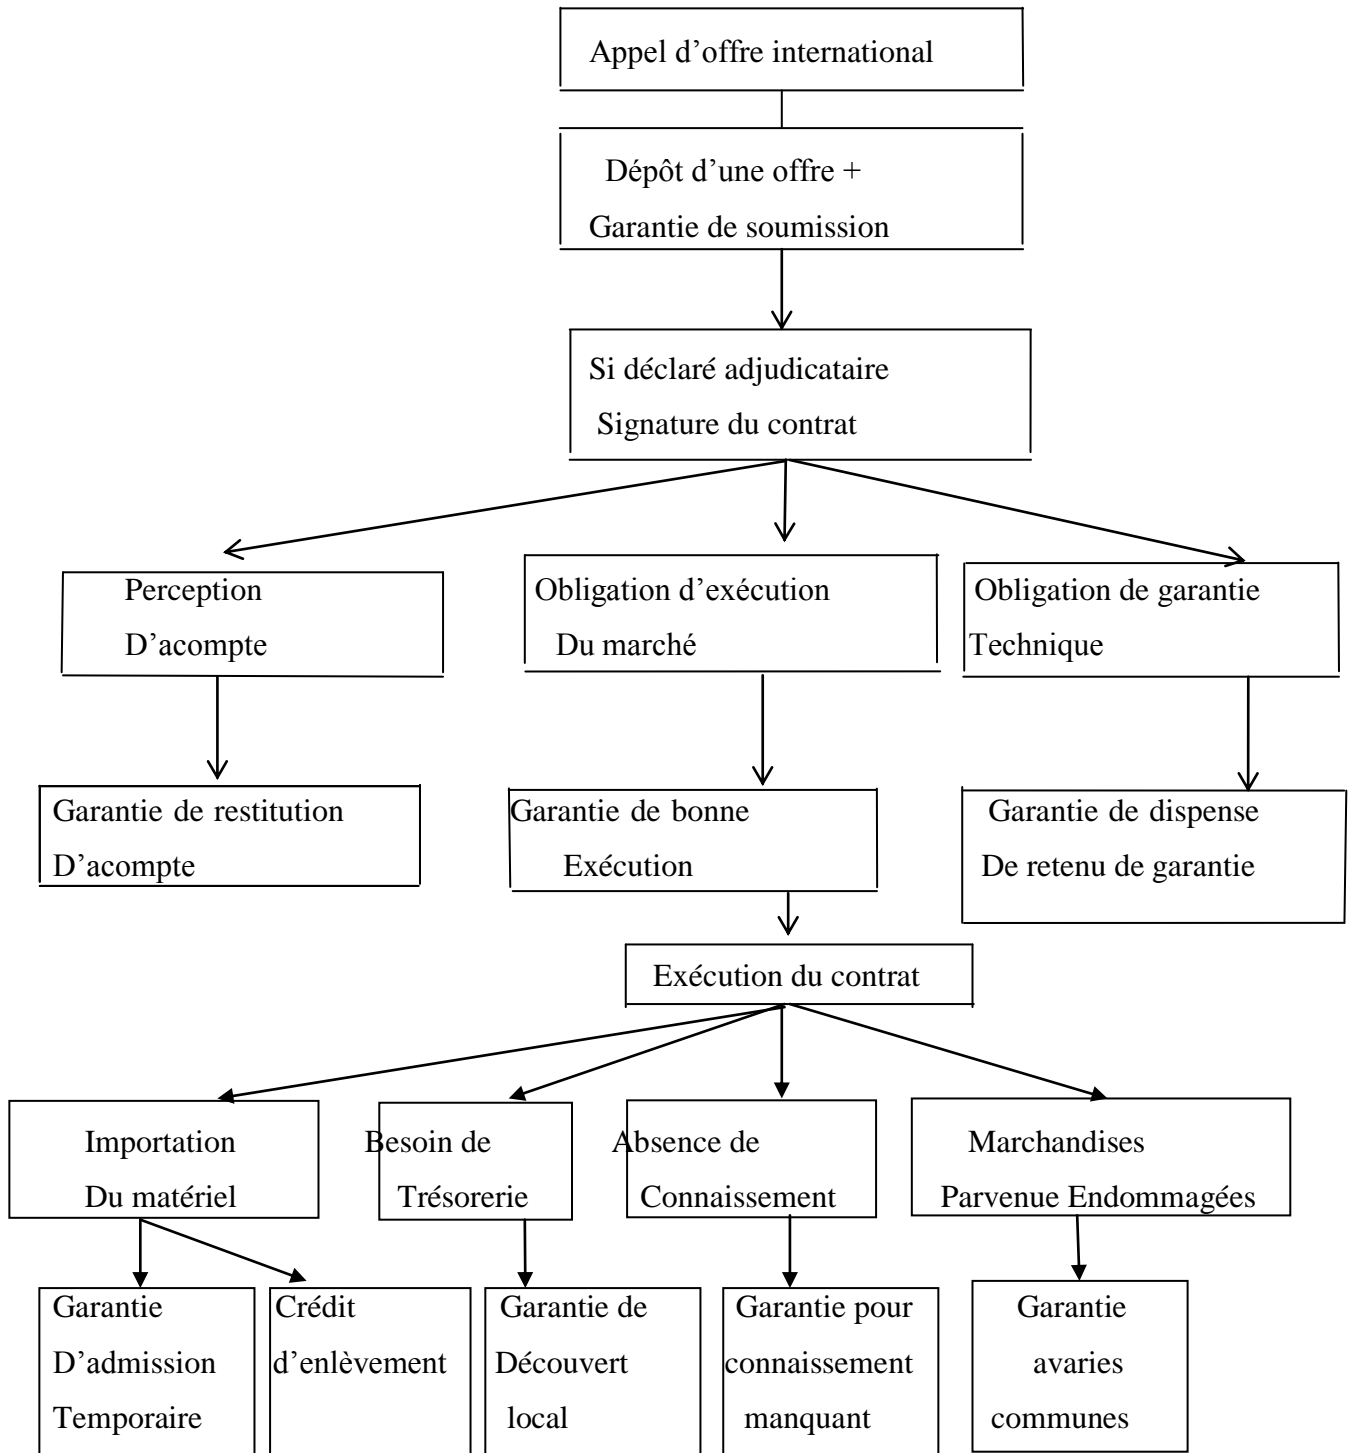 Appel d’offre international
Dépôt d’une offre +
Garantie de soumission
Si déclaré adjudicataire
Signature du contrat
Perception
D’acompte
Obligation d’exécution
Du marché
Obligation de garantie
Technique
Garantie de restitution
D’acompte
Garantie de bonne
Exécution
Garantie de dispense
De retenu de garantie
Exécution du contrat
Importation
Du matériel
Besoin de
Trésorerie
Absence de
Connaissement
Marchandises
Parvenue Endommagées
Garantie
D’admission
Temporaire
Crédit
d’enlèvement
Garantie de
Découvert
local
Garantie pour
connaissement
manquant
Garantie
avaries
communes